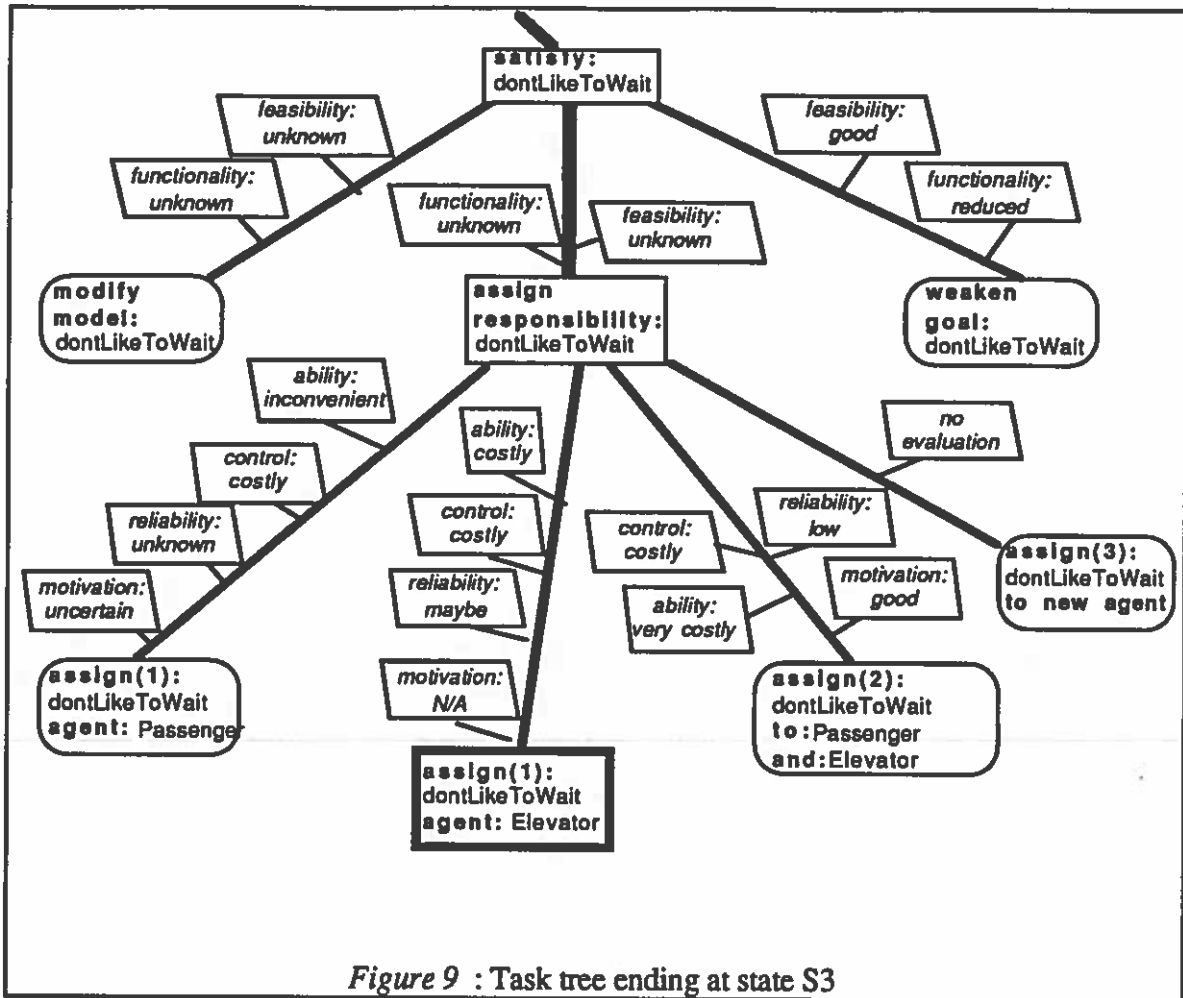 satisfy:
dontLikeToWait
feasibility:
unknown
feasibility:
good
functionality:
unknown
functionality:
reduced
functionality:
unknown
feasibility:
unknown
modify
model:
dontLikeToWait
assign
responsibility:
dontLikeToWait
weaken
goal:
dontLikeToWait
ability:
inconvenient
control:
costly
reliability:
unknown
motivation:
uncertain
ability:
costly
control:
costly
reliability:
maybe
motivation:
N/A
control:
costly
reliability:
low
ability:
very costly
motivation:
good
no
evaluation
assign(3):
dontLikeToWait
to new agent
assign(1):
dontLikeToWait
agent: Passenger
assign(1):
dontLikeToWait
agent: Elevator
assign(2):
dontLikeToWait
to:Passenger
and:Elevator
Figure 9 : Task tree ending at state S3